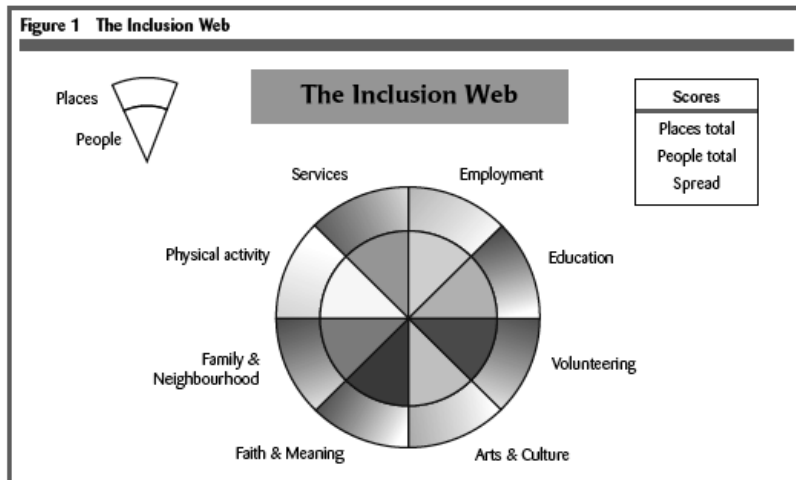 Figure 1 The Inclusion Web
Places
People
The Inclusion Web
Scores
Places total
People total
Spread
Services
Employment
Physical activity
Education
Family &
Neighbourhood
Volunteering
Faith & Meaning
Arts & Culture